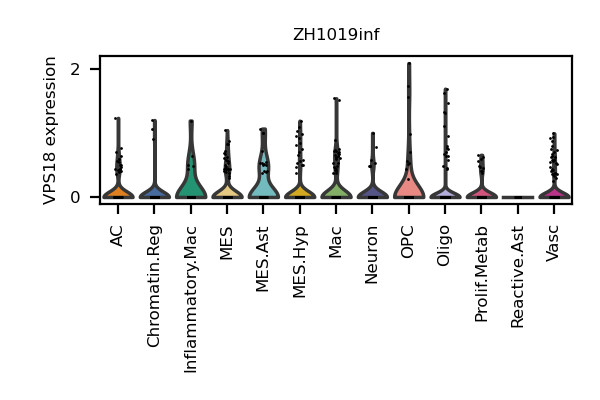 ZH1019inf
VPS18 expression
2
0
AC
Chromatin.Reg
Inflammatory.Mac
MES
MES.Ast
MES.Hyp
Mac
Neuron
OPC
Oligo
Prolif.Metab
Reactive.Ast
Vasc